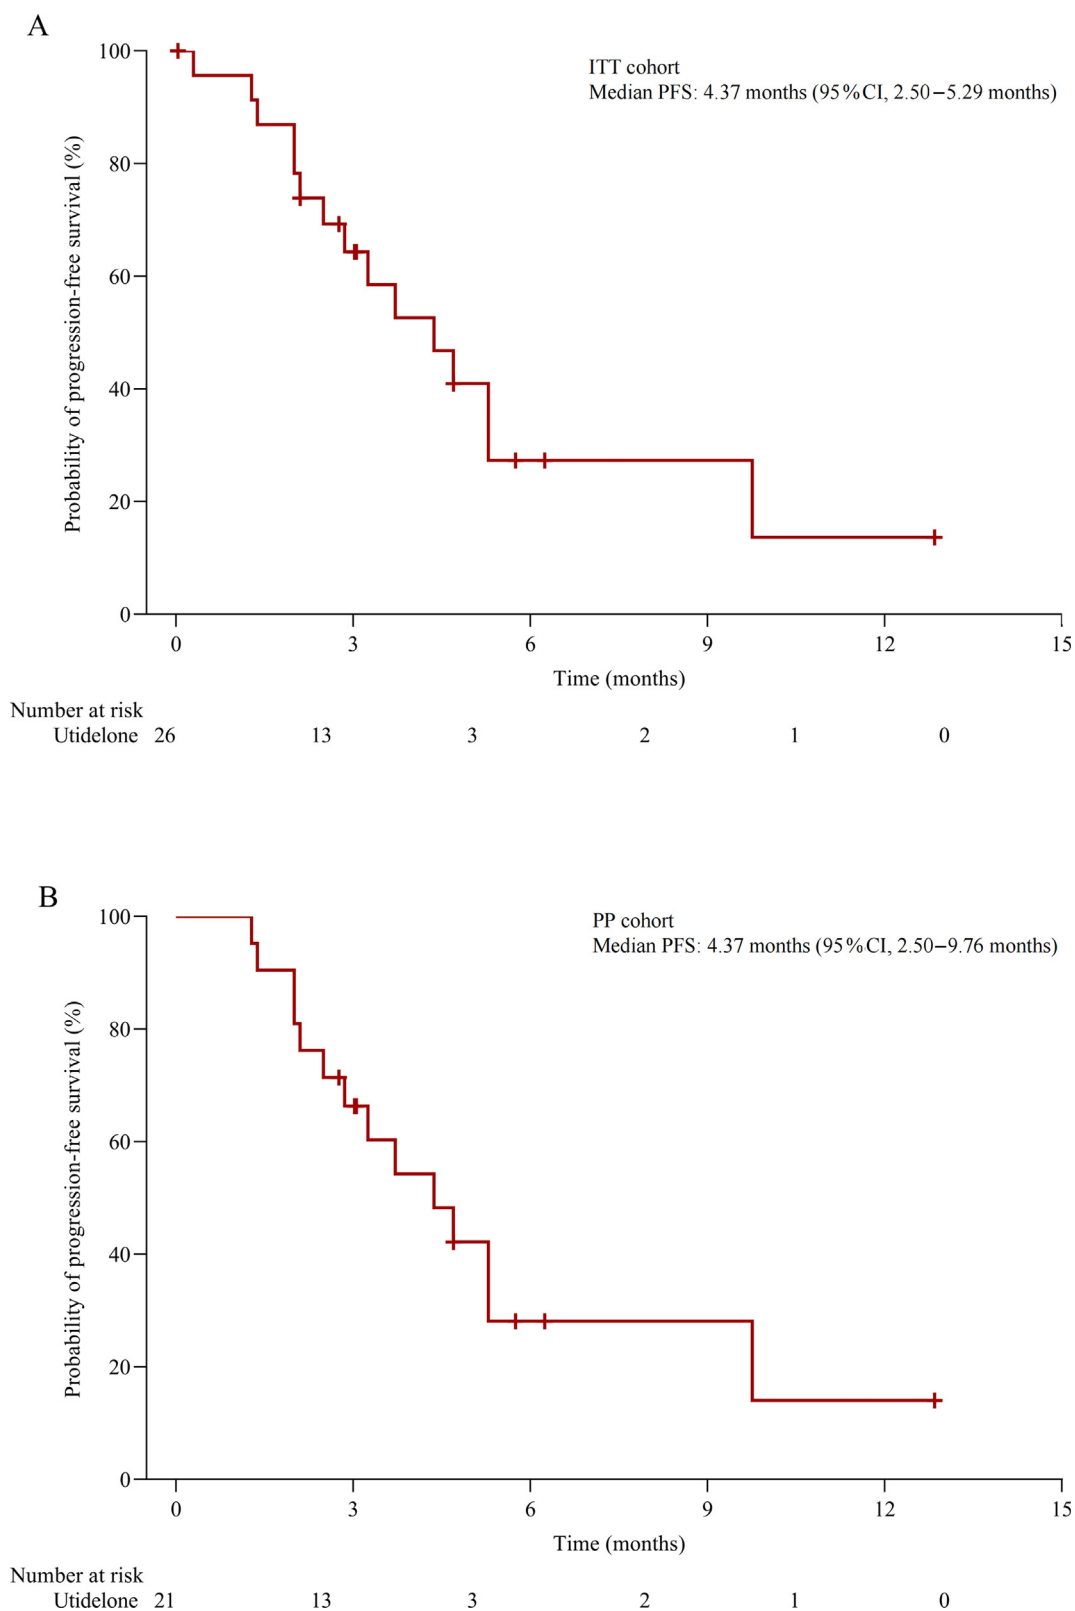 A
ITT cohort
Median PFS: 4.37 months (95%CI, 2.50−5.29 months)
Probability of progression-free survival (%)
100
80
60
40
20
0
0 3 6 9 12 15
Time (months)
Number at risk
Utidelone 26 13 3 2 1 0
B
PP cohort
Median PFS: 4.37 months (95%CI, 2.50−9.76 months)
Probability of progression-free survival (%)
100
80
60
40
20
0
0 3 6 9 12 15
Time (months)
Number at risk
Utidelone 21 13 3 2 1 0